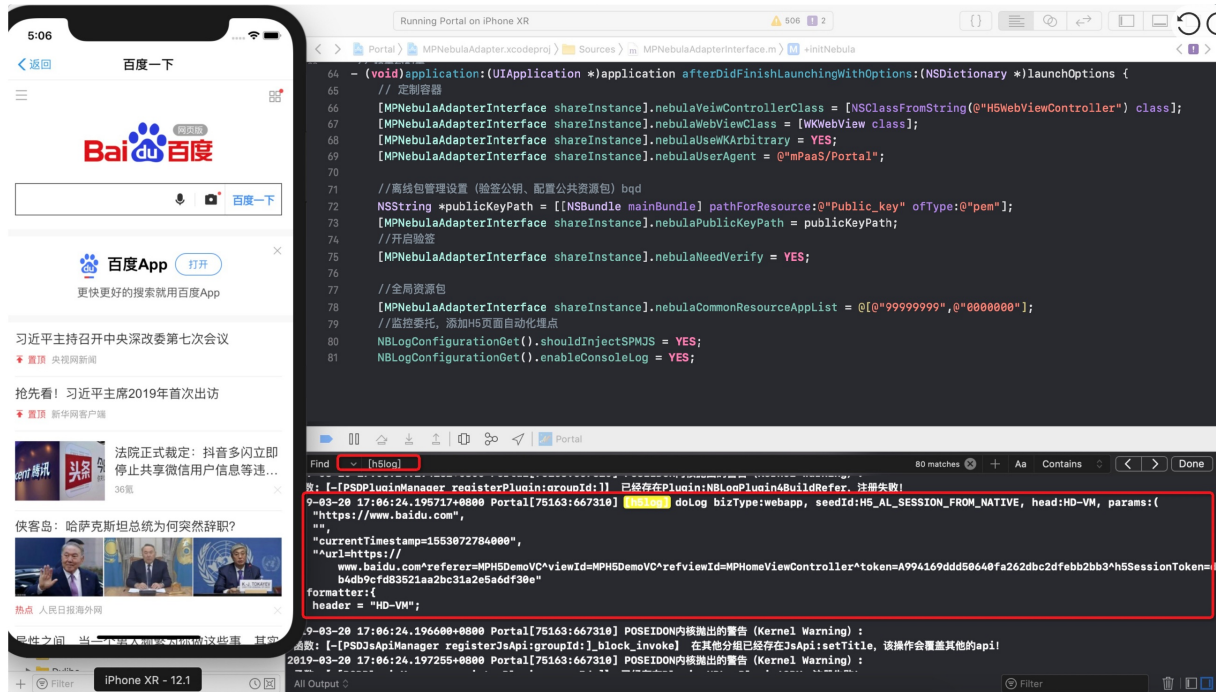 5:06
返回
百度一下
网页版
Bai du 百度
百度一下
du
百度App
打开
更快更好的搜索就用百度App
习近平主持召开中央深改委第七次会议
置顶 央视网新闻
抢先看！习近平主席2019年首次出访
置顶 新华网客户端
cent 腾讯
头条
法院正式裁定：抖音多闪立即
停止共享微信用户信息等违...
36氪
侠客岛：哈萨克斯坦总统为何突然辞职?
热点 人民日报海外网
iPhone XR - 12.1
Filter
Running Portal on iPhone XR
506
2
Portal
MPNebulaAdapter.xcodeproj
Sources
m MPNebulaAdapterInterface.m
M +initNebula
64 - (void)application:(UIApplication *)application afterDidFinishLaunchingWithOptions:(NSDictionary *)launchOptions {
65 // 定制容器
66 [MPNebulaAdapterInterface shareInstance].nebulaVeiwControllerClass = [NSClassFromString(@"H5WebViewController") class];
67 [MPNebulaAdapterInterface shareInstance].nebulaWebViewClass = [WKWebView class];
68 [MPNebulaAdapterInterface shareInstance].nebulaUseWKArbitrary = YES;
69 [MPNebulaAdapterInterface shareInstance].nebulaUserAgent = @"mPaaS/Portal";
70
71 //离线包管理设置（验签公钥、配置公共资源包）bqd
72 NSString *publicKeyPath = [[NSBundle mainBundle] pathForResource:@"Public_key" ofType:@"pem"];
73 [MPNebulaAdapterInterface shareInstance].nebulaPublicKeyPath = publicKeyPath;
74 //开启验签
75 [MPNebulaAdapterInterface shareInstance].nebulaNeedVerify = YES;
76
77 //全局资源包
78 [MPNebulaAdapterInterface shareInstance].nebulaCommonResourceAppList = @[@"99999999",@"0000000"];
79 //监控委托，添加H5页面自动化埋点
80 NBLogConfigurationGet().shouldInjectSPMJS = YES;
81 NBLogConfigurationGet().enableConsoleLog = YES;
Portal
Find [h5log]
80 matches
Aa
Contains
Done
数：[-[PSDPluginManager registerPlugin:groupId:]] 已经存在Plugin:NBLogPlugin4BuildRefer，注册失败!
9-03-20 17:06:24.195717+0800 Portal[75163:667310] [h5log] doLog bizType:webapp, seedId:H5_AL_SESSION_FROM_NATIVE, head:HD-VM, params:(
"https://www.baidu.com",
"",
"currentTimestamp=1553072784000",
"^url=https://
www.baidu.com^referer=MPH5DemoVC^viewId=MPH5DemoVC^refviewId=MPHomeViewController^token=A994169ddd50640fa262dbc2dfebb2bb3^h5SessionToken=
b4db9cfd83521aa2bc31a2e5a6df30e"
formatter:{
header = "HD-VM";
9-03-20 17:06:24.196600+0800 Portal[75163:667310] POSEIDON内核抛出的警告（Kernel Warning）:
函数：[-[PSDJsApiManager registerJsApi:groupId:]_block_invoke] 在其他分组已经存在JsApi:setTitle，该操作会覆盖其他的api!
2019-03-20 17:06:24.197255+0800 Portal[75163:667310] POSEIDON内核抛出的警告（Kernel Warning）:
All Output
Filter